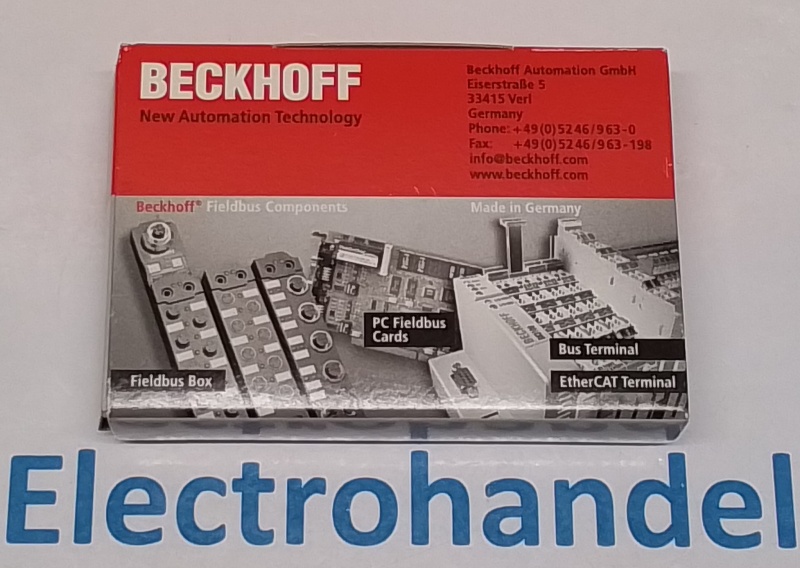 BECKHOFF
New Automation Technology
Beckhoff Automation GmbH
Eiserstraße 5
33415 Verl
Germany
Phone: +49(0)5246/963-0
Fax: +49(0)5246/963-198
info@beckhoff.com
www.beckhoff.com
Beckhoff® Fieldbus Components
Made in Germany
BECKHOFF
PC Fieldbus
Cards
Bus Terminal
Fieldbus Box
EtherCAT Terminal
Electrohandel